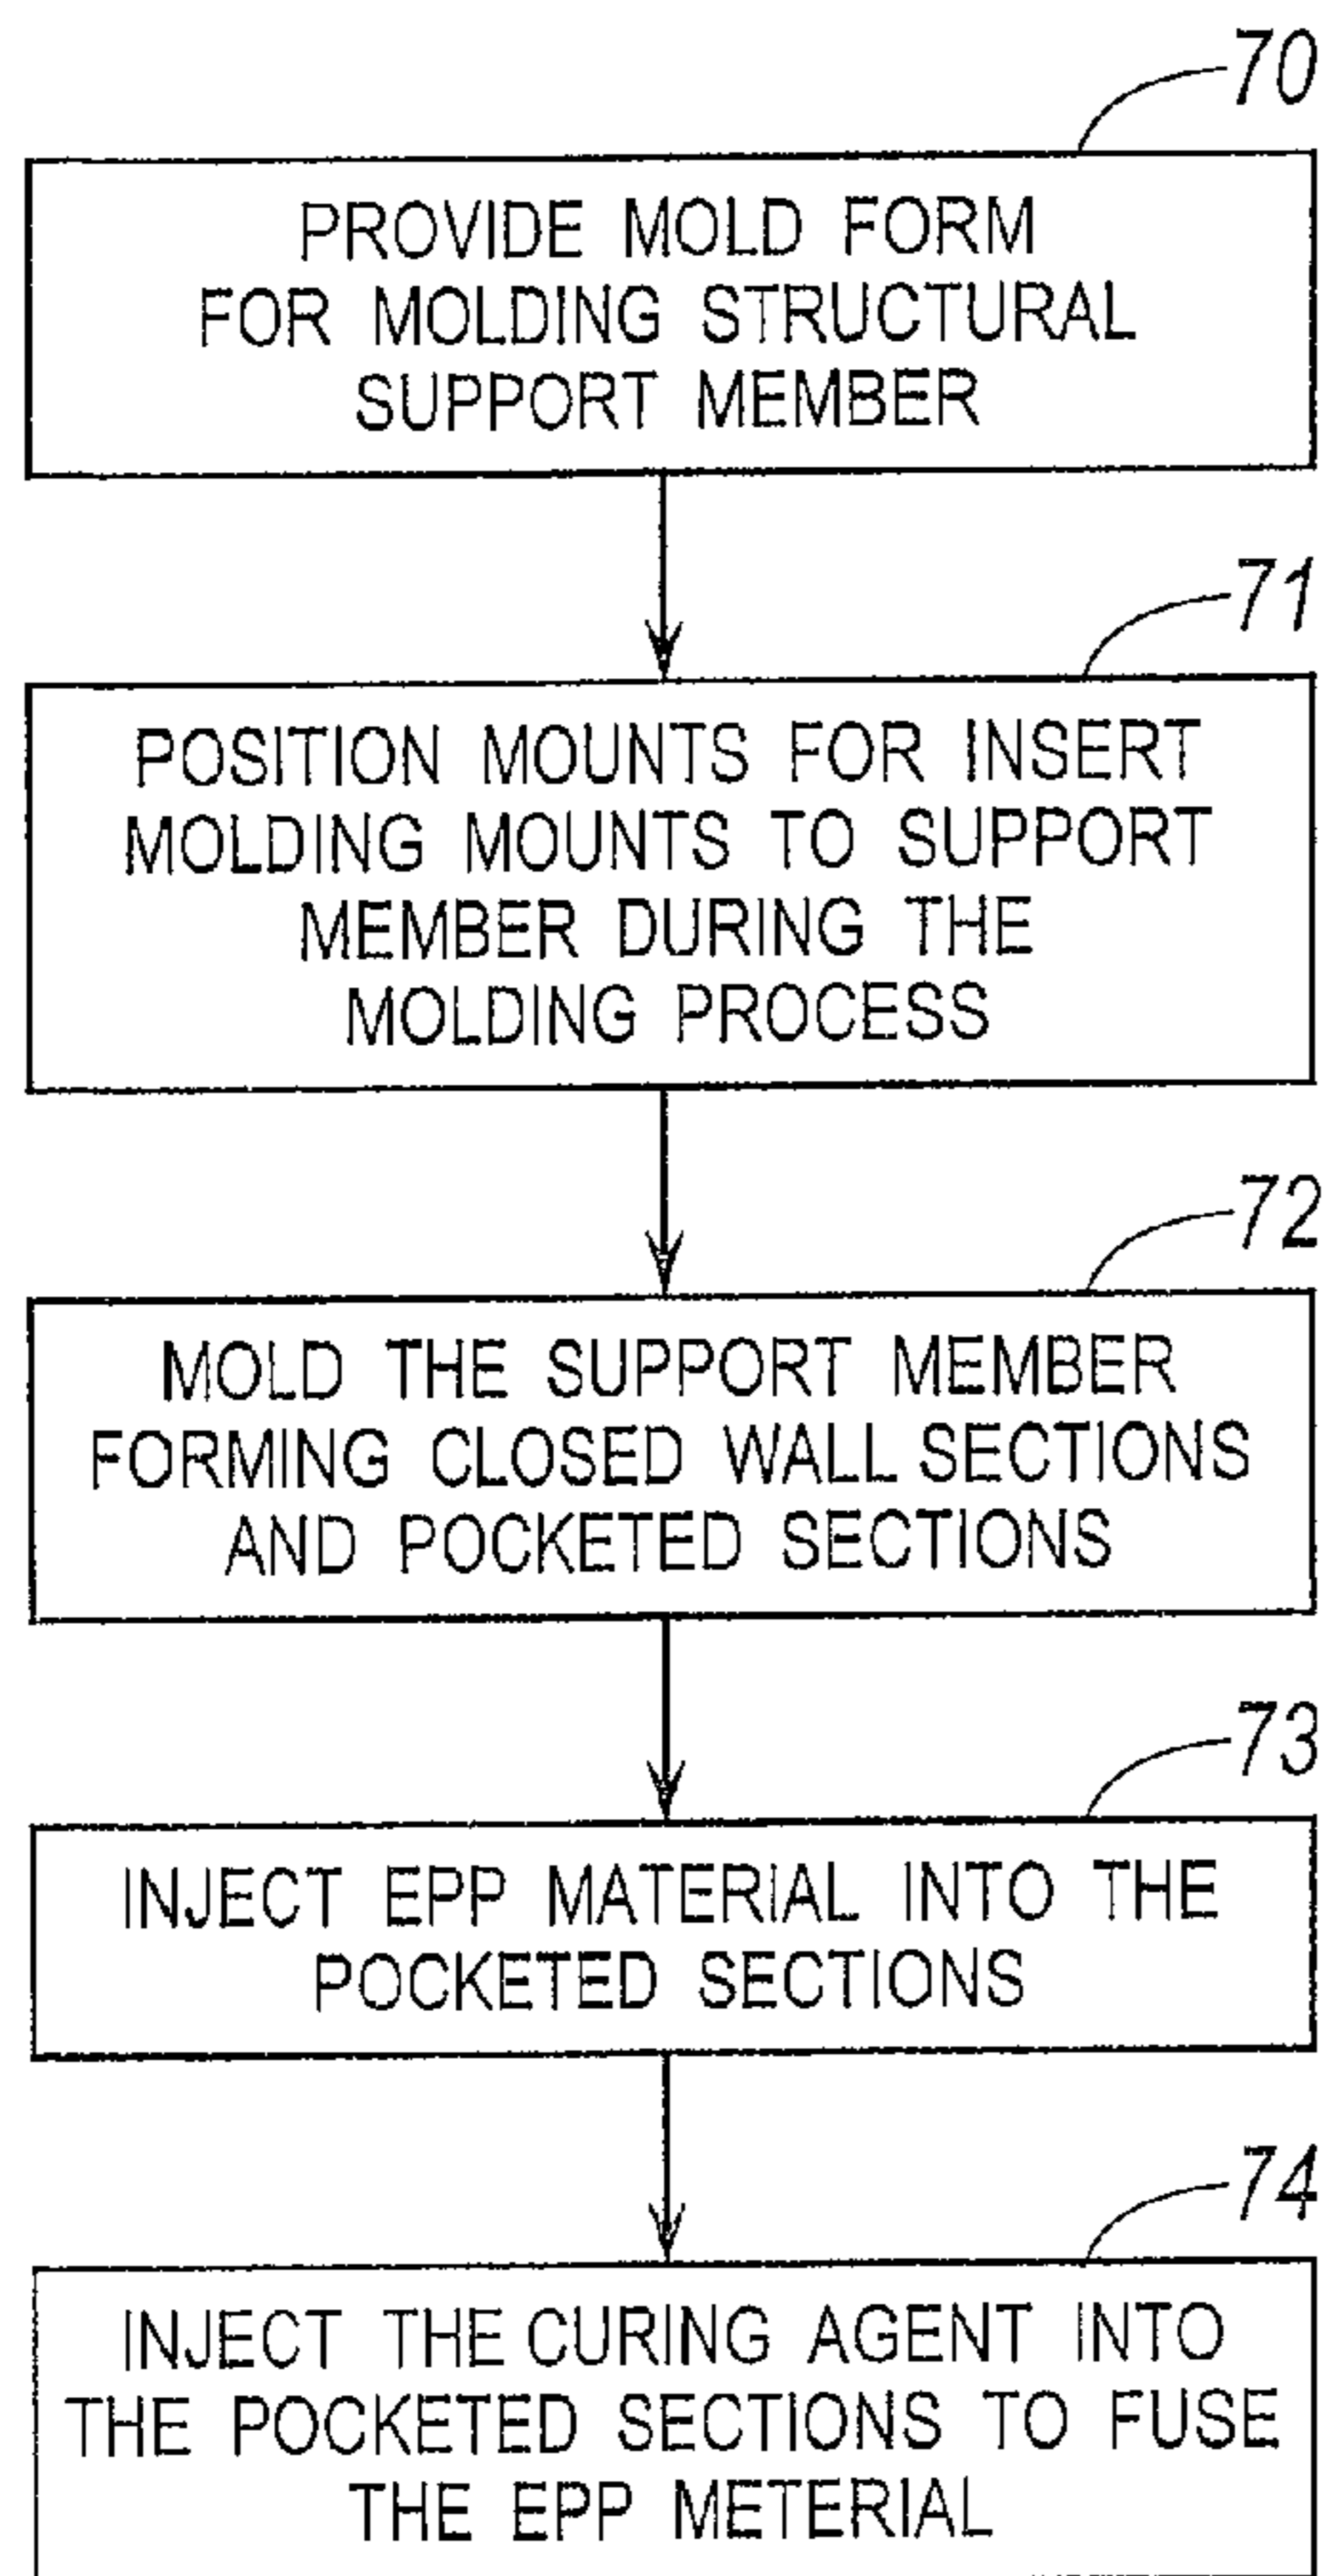 70
PROVIDE MOLD FORM
FOR MOLDING STRUCTURAL
SUPPORT MEMBER
71
POSITION MOUNTS FOR INSERT
MOLDING MOUNTS TO SUPPORT
MEMBER DURING THE
MOLDING PROCESS
72
MOLD THE SUPPORT MEMBER
FORMING CLOSED WALL SECTIONS
AND POCKETED SECTIONS
73
INJECT EPP MATERIAL INTO THE
POCKETED SECTIONS
74
INJECT THE CURING AGENT INTO
THE POCKETED SECTIONS TO FUSE
THE EPP METERIAL